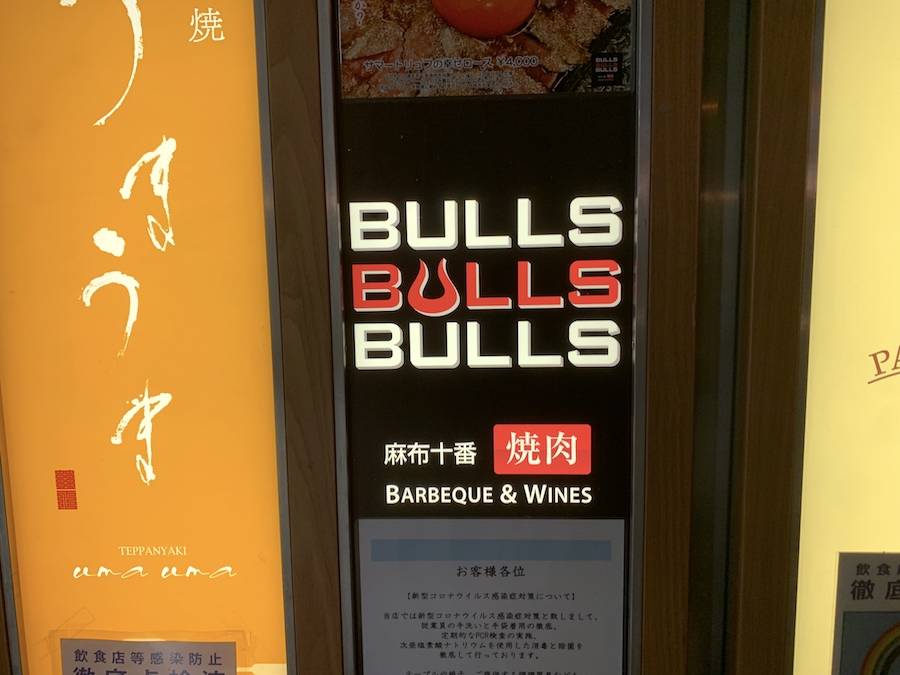 焼
うまうま
TEPPANYAKI
uma uma
飲食店等感染防止
サマートリュフの寄せロース ¥4,000
BULLS
BULLS
BULLS
麻布十番 焼肉
BARBEQUE & WINES
お客様各位
【新型コロナウイルス感染症対策について】
当店では新型コロナウイルス感染症対策と致しまして、
従業員の手洗いと手袋着用の徹底、
定期的なPCR検査の実施、
次亜塩素酸ナトリウムを使用した消毒と除菌を
徹底して行っております。
PA
飲食
徹底